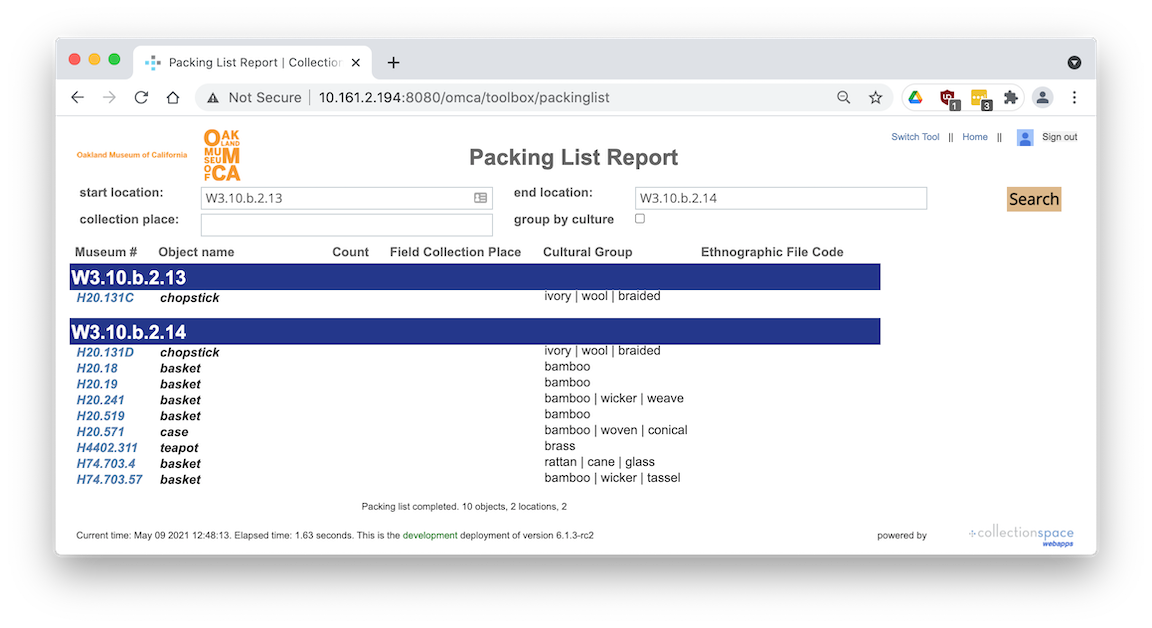 Packing List Report | Collection
Not Secure | 10.161.2.194:8080/omca/toolbox/packinglist
1
3
Switch Tool || Home || Sign out
Oakland Museum of California
OAK
LAND
MU M
SEU
OF CA
Packing List Report
start location: W3.10.b.2.13 end location: W3.10.b.2.14 Search
collection place: group by culture
Museum # Object name Count Field Collection Place Cultural Group Ethnographic File Code
W3.10.b.2.13
H20.131C chopstick ivory | wool | braided
W3.10.b.2.14
H20.131D chopstick ivory | wool | braided
H20.18 basket bamboo
H20.19 basket bamboo
H20.241 basket bamboo | wicker | weave
H20.519 basket bamboo
H20.571 case bamboo | woven | conical
H4402.311 teapot brass
H74.703.4 basket rattan | cane | glass
H74.703.57 basket bamboo | wicker | tassel
Packing list completed. 10 objects, 2 locations, 2
Current time: May 09 2021 12:48:13. Elapsed time: 1.63 seconds. This is the development deployment of version 6.1.3-rc2 powered by collectionspace
webapps